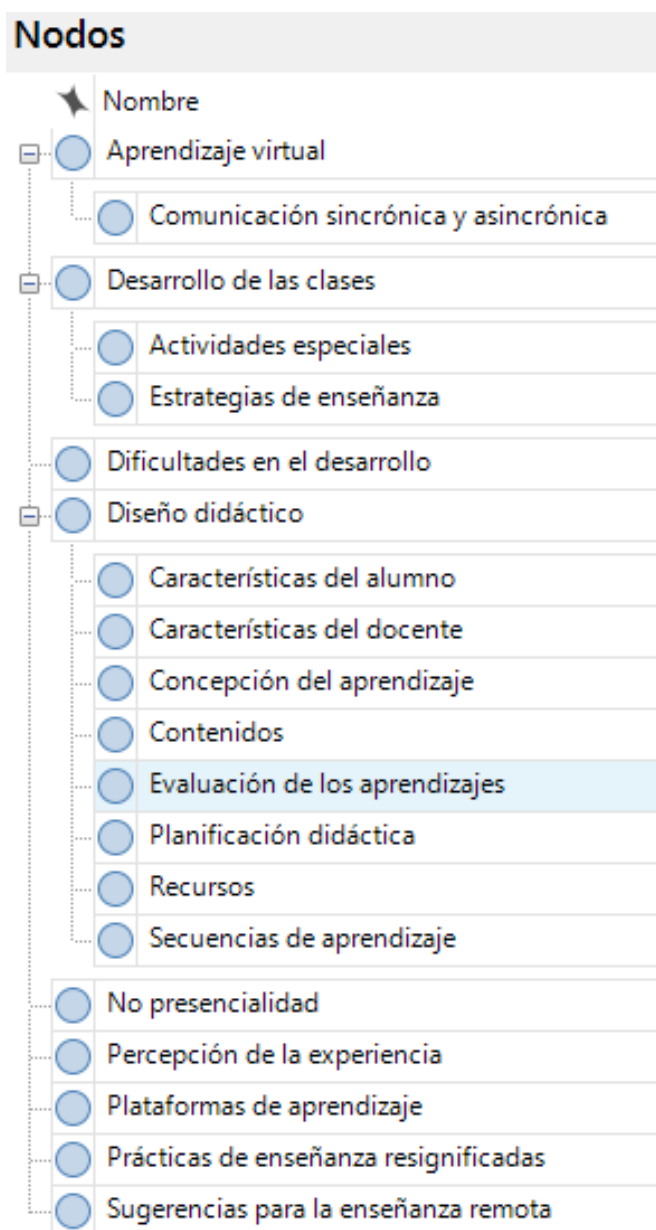 Nodos
Nombre
Aprendizaje virtual
Comunicación sincrónica y asincrónica
Desarrollo de las clases
Actividades especiales
Estrategias de enseñanza
Dificultades en el desarrollo
Diseño didáctico
Características del alumno
Características del docente
Concepción del aprendizaje
Contenidos
Evaluación de los aprendizajes
Planificación didáctica
Recursos
Secuencias de aprendizaje
No presencialidad
Percepción de la experiencia
Plataformas de aprendizaje
Prácticas de enseñanza resignificadas
Sugerencias para la enseñanza remota